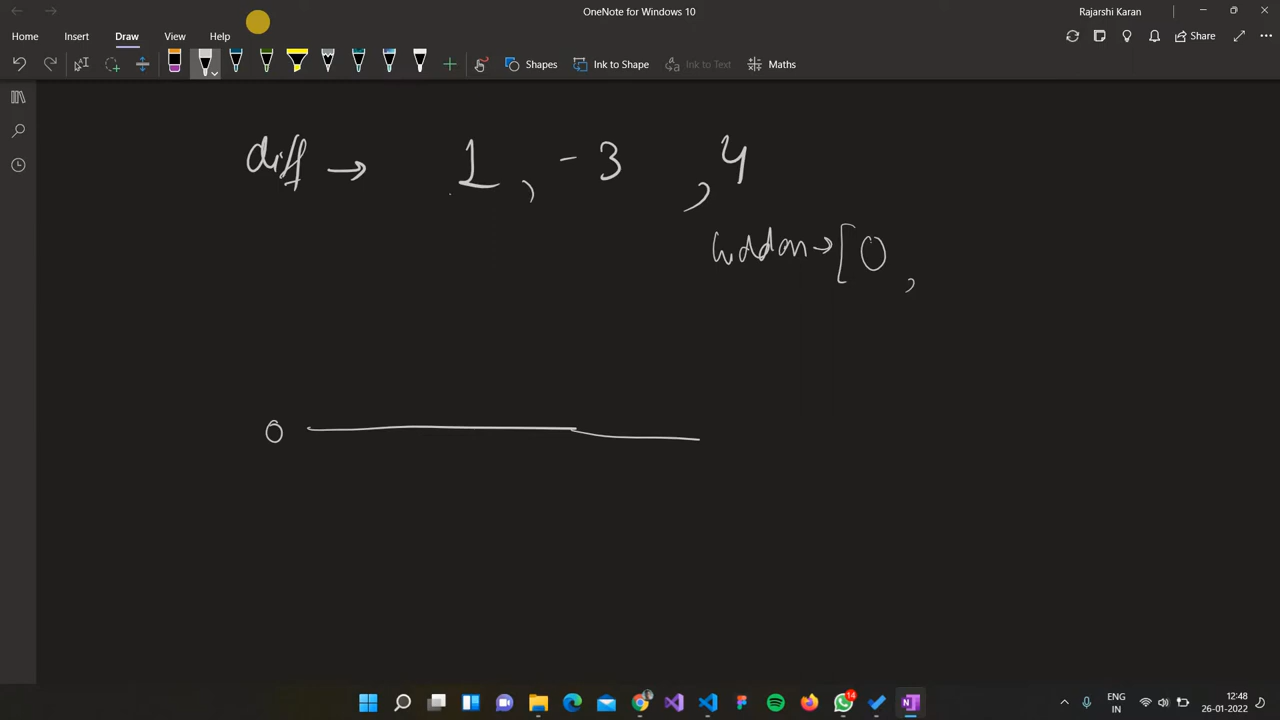 OneNote for Windows 10
Rajarshi Karan
Home Insert Draw View Help
Share
Shapes Ink to Shape Ink to Text Maths
diff → 1, -3, 4
hidden → [0,
0
14
ENG
IN
12:48
26-01-2022